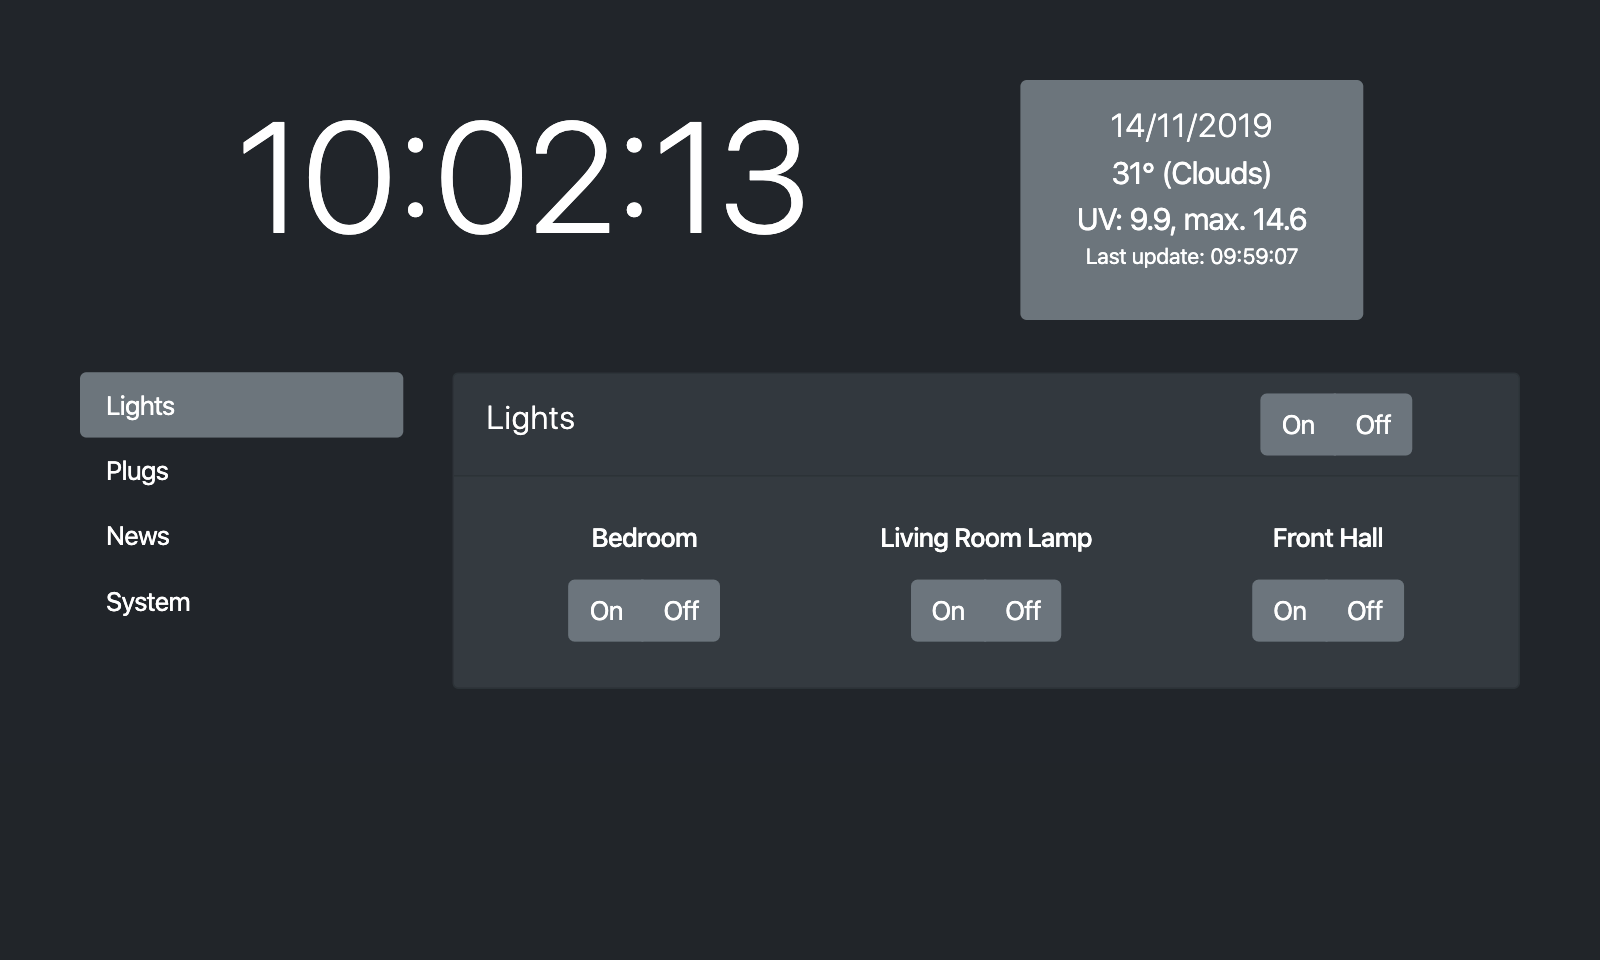 10:02:13
14/11/2019
31° (Clouds)
UV: 9.9, max. 14.6
Last update: 09:59:07
Lights
Plugs
News
System
Lights
On Off
Bedroom Living Room Lamp Front Hall
On Off On Off On Off